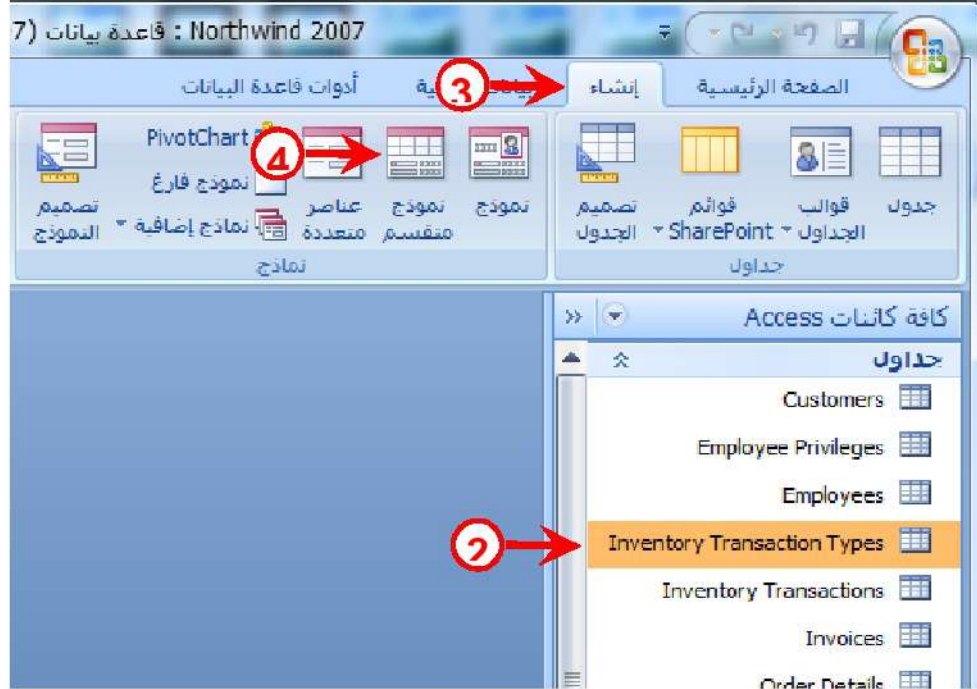 Northwind 2007 : قاعدة بيانات (7
الصفحة الرئيسية
إنشاء
3
أدوات قاعدة البيانات
جدول
قوالب الجداول
قوائم SharePoint
تصميم الجدول
نموذج
نموذج منقسم
عناصر متعددة
4
PivotChart
نموذج فارغ
نماذج إضافية
تصميم النموذج
جداول
نماذج
كافة كائنات Access
جداول
Customers
Employee Privileges
Employees
2
Inventory Transaction Types
Inventory Transactions
Invoices
Order Details